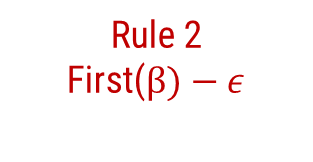 Rule 2
First(β) − ϵ